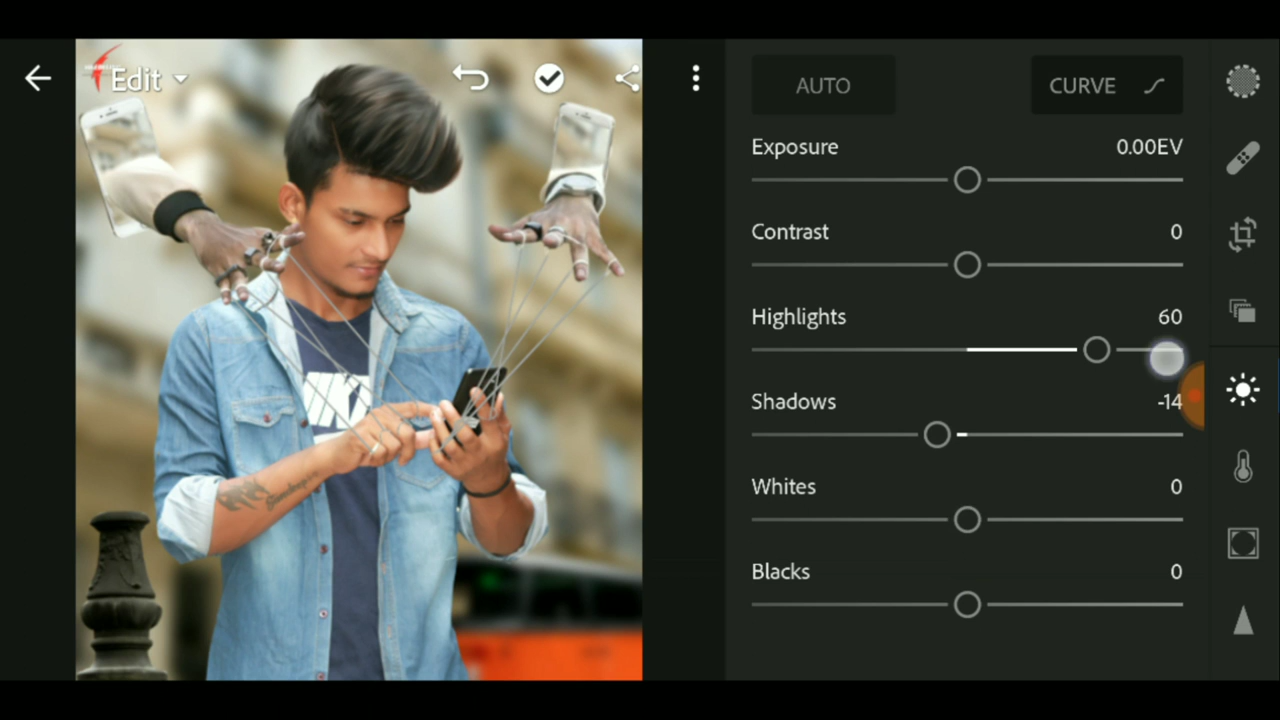 Edit
AUTO
CURVE
Exposure
0.00EV
Contrast
0
Highlights
60
Shadows
-14
Whites
0
Blacks
0